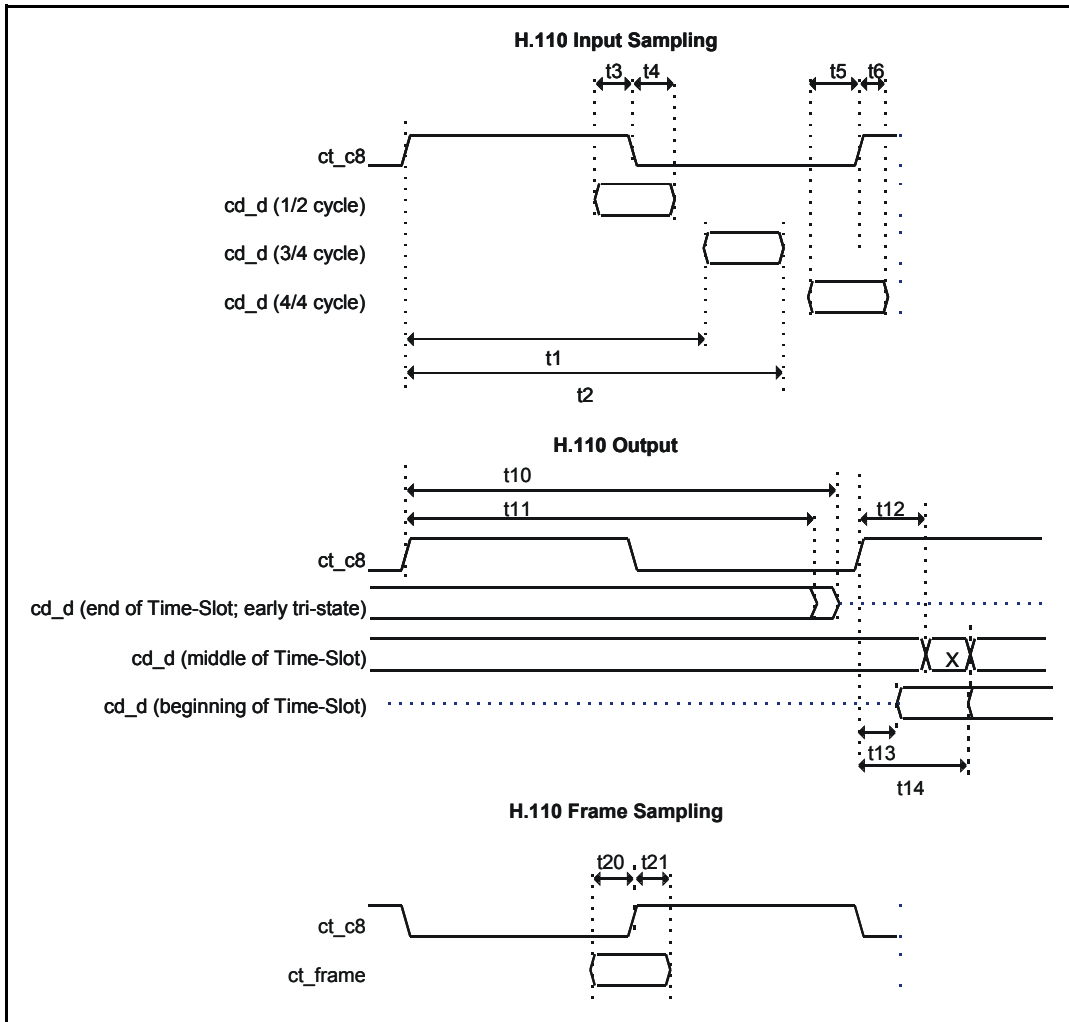 H.110 Input Sampling
t3 t4 t5 t6
ct_c8
cd_d (1/2 cycle)
cd_d (3/4 cycle)
cd_d (4/4 cycle)
t1
t2
H.110 Output
t10
t11 t12
ct_c8
cd_d (end of Time-Slot; early tri-state)
cd_d (middle of Time-Slot) X
cd_d (beginning of Time-Slot)
t13
t14
H.110 Frame Sampling
t20 t21
ct_c8
ct_frame